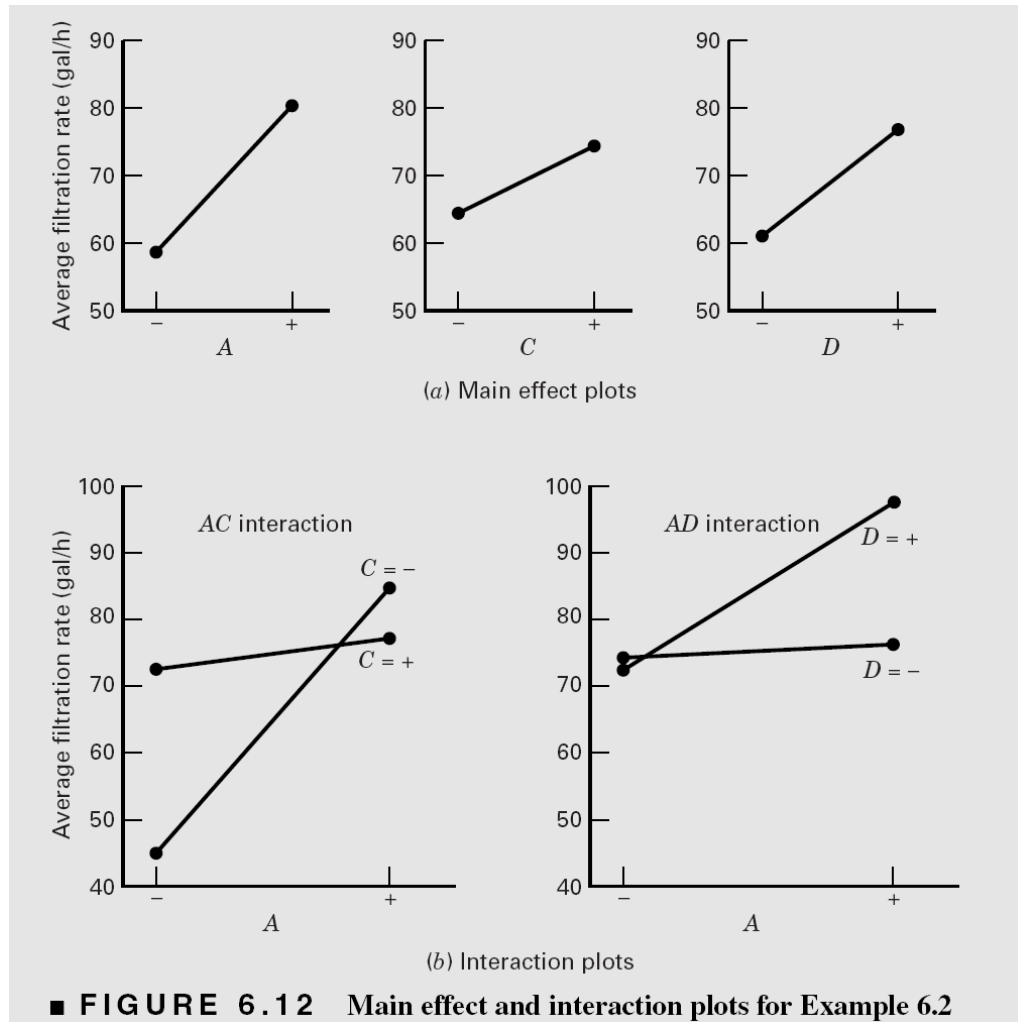 Average filtration rate (gal/h)
90
80
70
60
50
− +
A
90
80
70
60
50
− +
C
90
80
70
60
50
− +
D
(a) Main effect plots
Average filtration rate (gal/h)
100
90
80
70
60
50
40
AC interaction
C = −
C = +
− +
A
100
90
80
70
60
50
40
AD interaction
D = +
D = −
− +
A
(b) Interaction plots
■ FIGURE 6.12 Main effect and interaction plots for Example 6.2